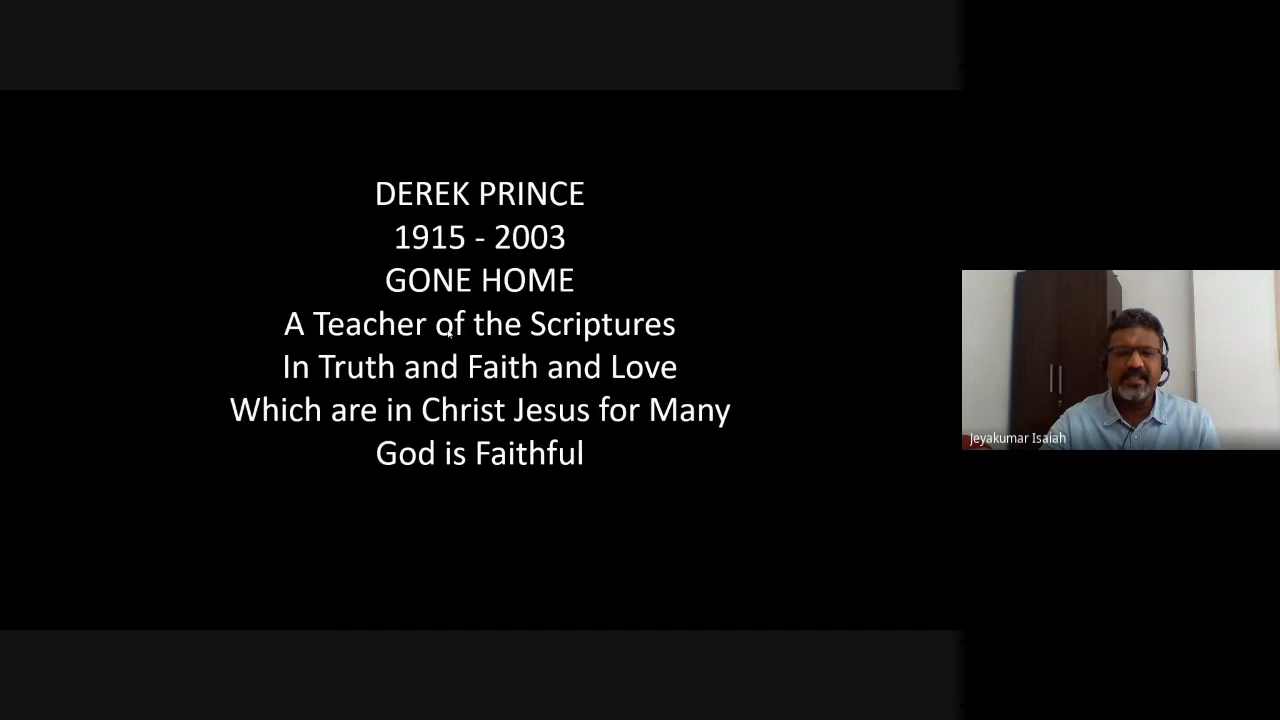 DEREK PRINCE
1915 - 2003
GONE HOME
A Teacher of the Scriptures
In Truth and Faith and Love
Which are in Christ Jesus for Many
God is Faithful
Jeyakumar Isaiah